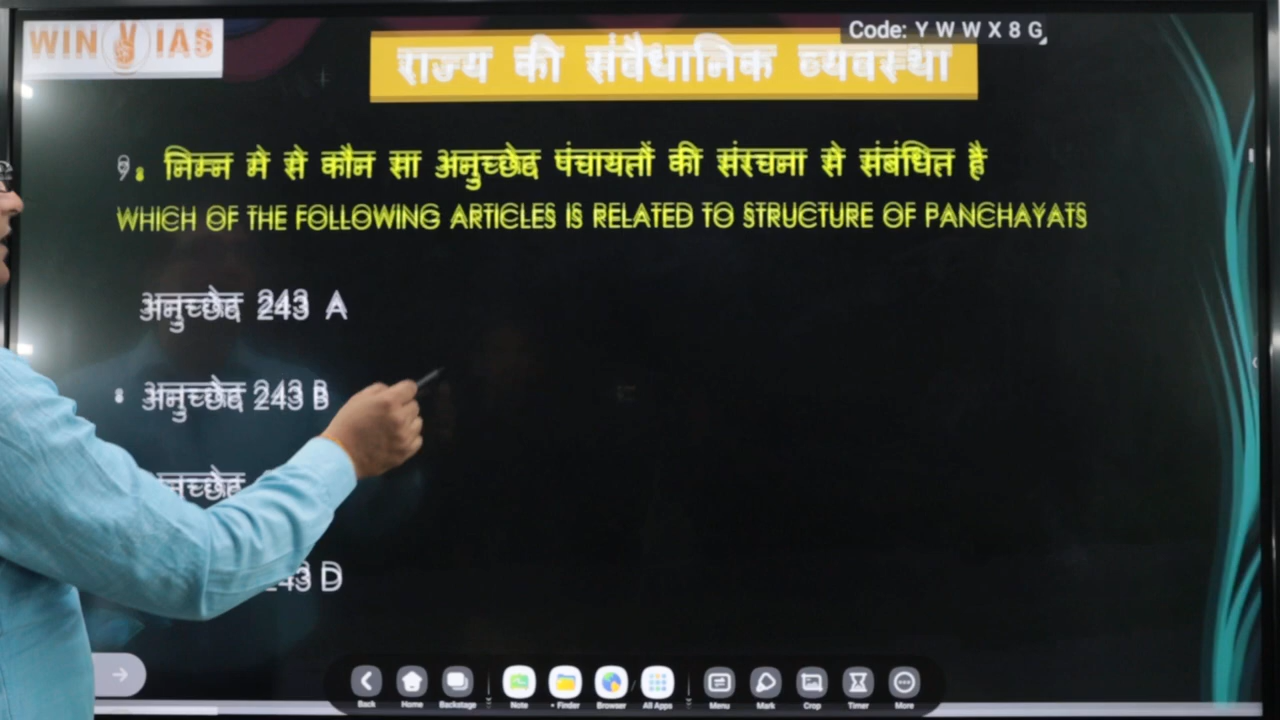 WIN IAS
Code: Y W W X 8 G
राज्य की संवैधानिक व्यवस्था
9. निम्न मे से कौन सा अनुच्छेद पंचायतों की संरचना से संबंधित है
WHICH OF THE FOLLOWING ARTICLES IS RELATED TO STRUCTURE OF PANCHAYATS
अनुच्छेद 243 A
अनुच्छेद 243 B
243 D
Back Home Backstage Note Finder Browser All Apps Menu Mark Crop Timer More